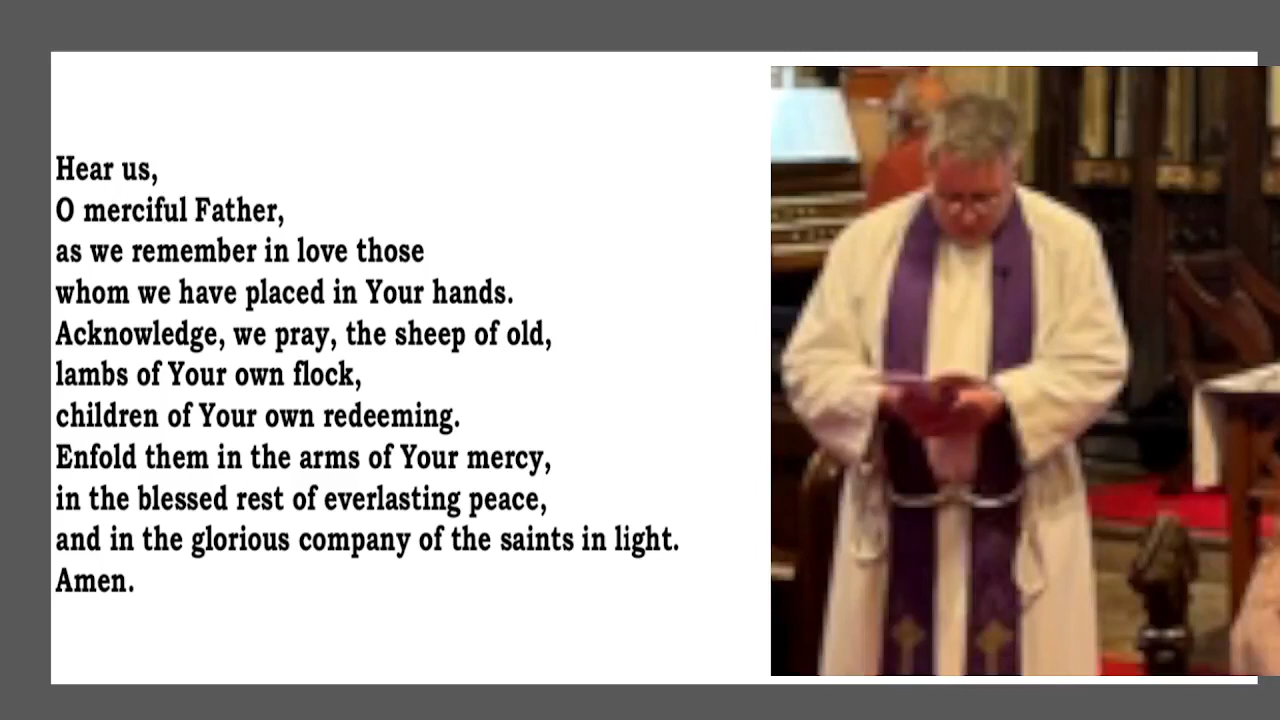 Hear us,
O merciful Father,
as we remember in love those
whom we have placed in Your hands.
Acknowledge, we pray, the sheep of old,
lambs of Your own flock,
children of Your own redeeming.
Enfold them in the arms of Your mercy,
in the blessed rest of everlasting peace,
and in the glorious company of the saints in light.
Amen.